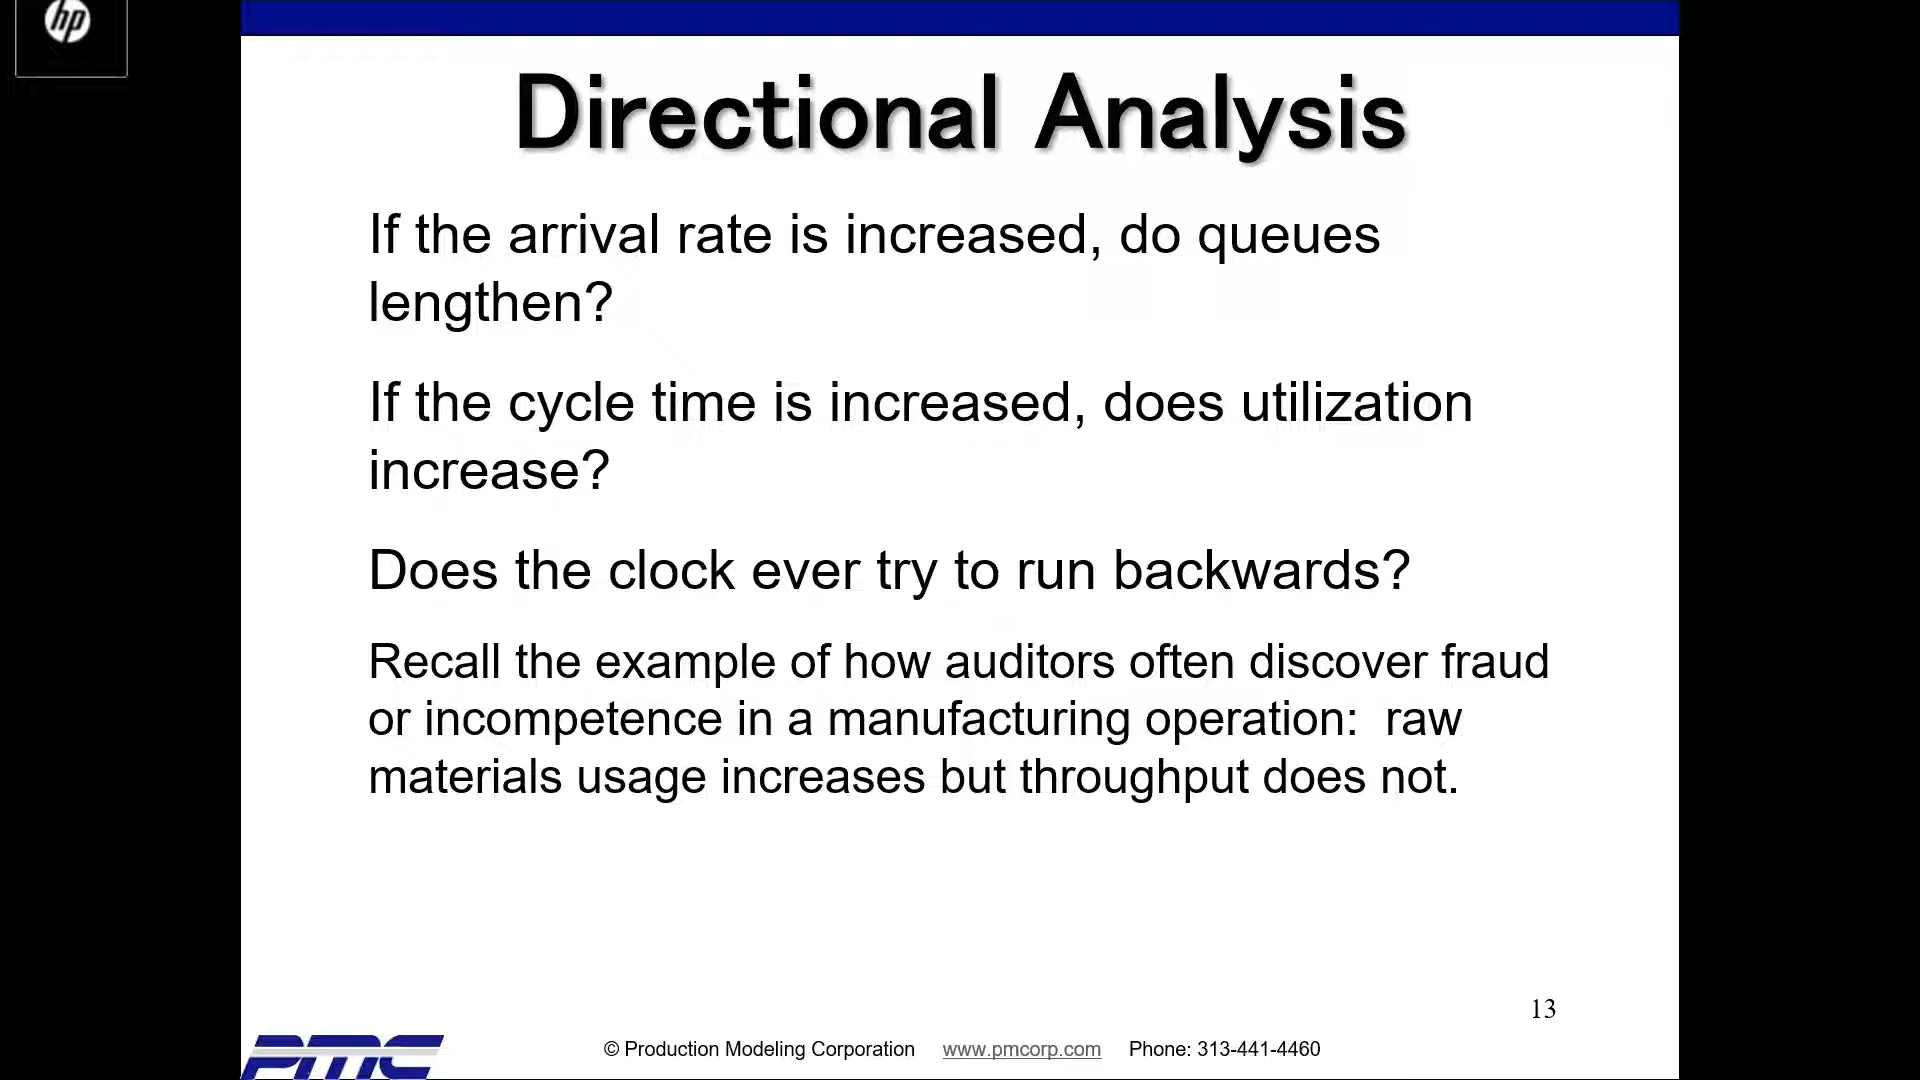 hp
Directional Analysis
If the arrival rate is increased, do queues
lengthen?
If the cycle time is increased, does utilization
increase?
Does the clock ever try to run backwards?
Recall the example of how auditors often discover fraud
or incompetence in a manufacturing operation:  raw
materials usage increases but throughput does not.
13
PMC
© Production Modeling Corporation www.pmcorp.com Phone: 313-441-4460